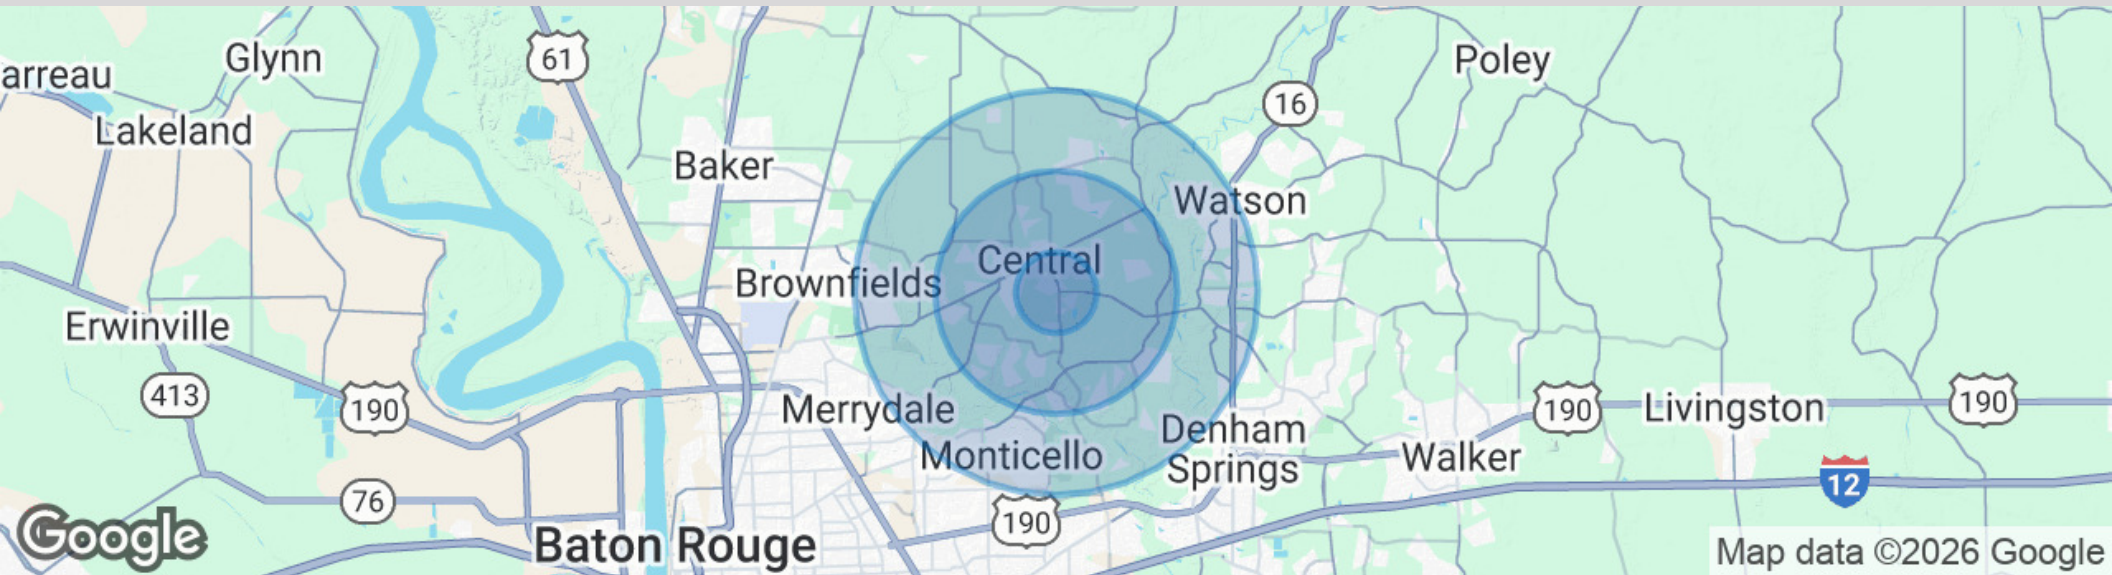 Glynn
61
Poley
arreau
16
Lakeland
Baker
Watson
Central
Brownfields
Erwinville
413
190
Merrydale
190
Livingston
190
Denham
Springs
Monticello
Walker
12
76
190
Google
Baton Rouge
Map data ©2026 Google